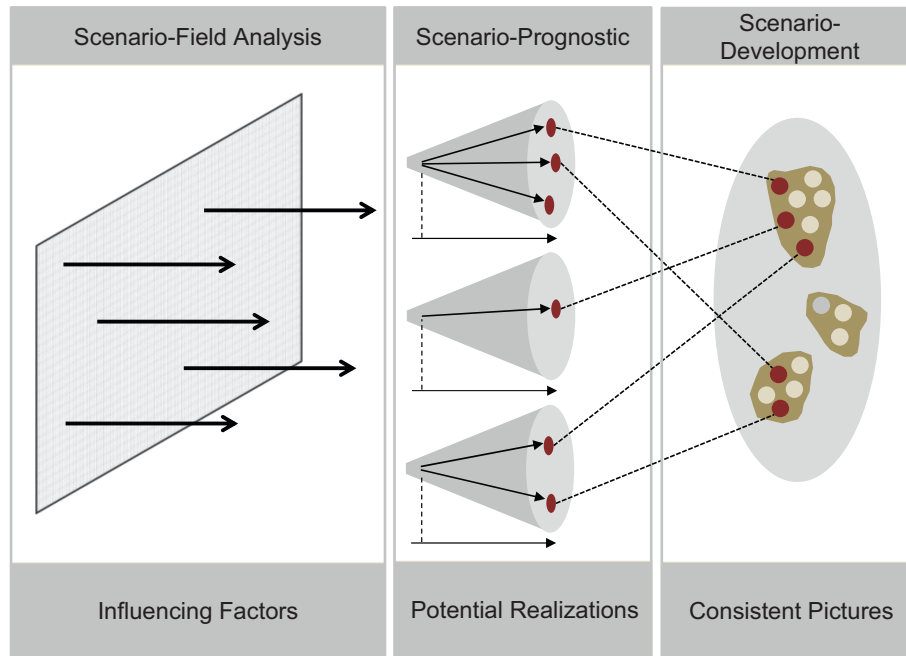 Scenario-Field Analysis
Scenario-Prognostic
Scenario-
Development
Influencing Factors
Potential Realizations
Consistent Pictures